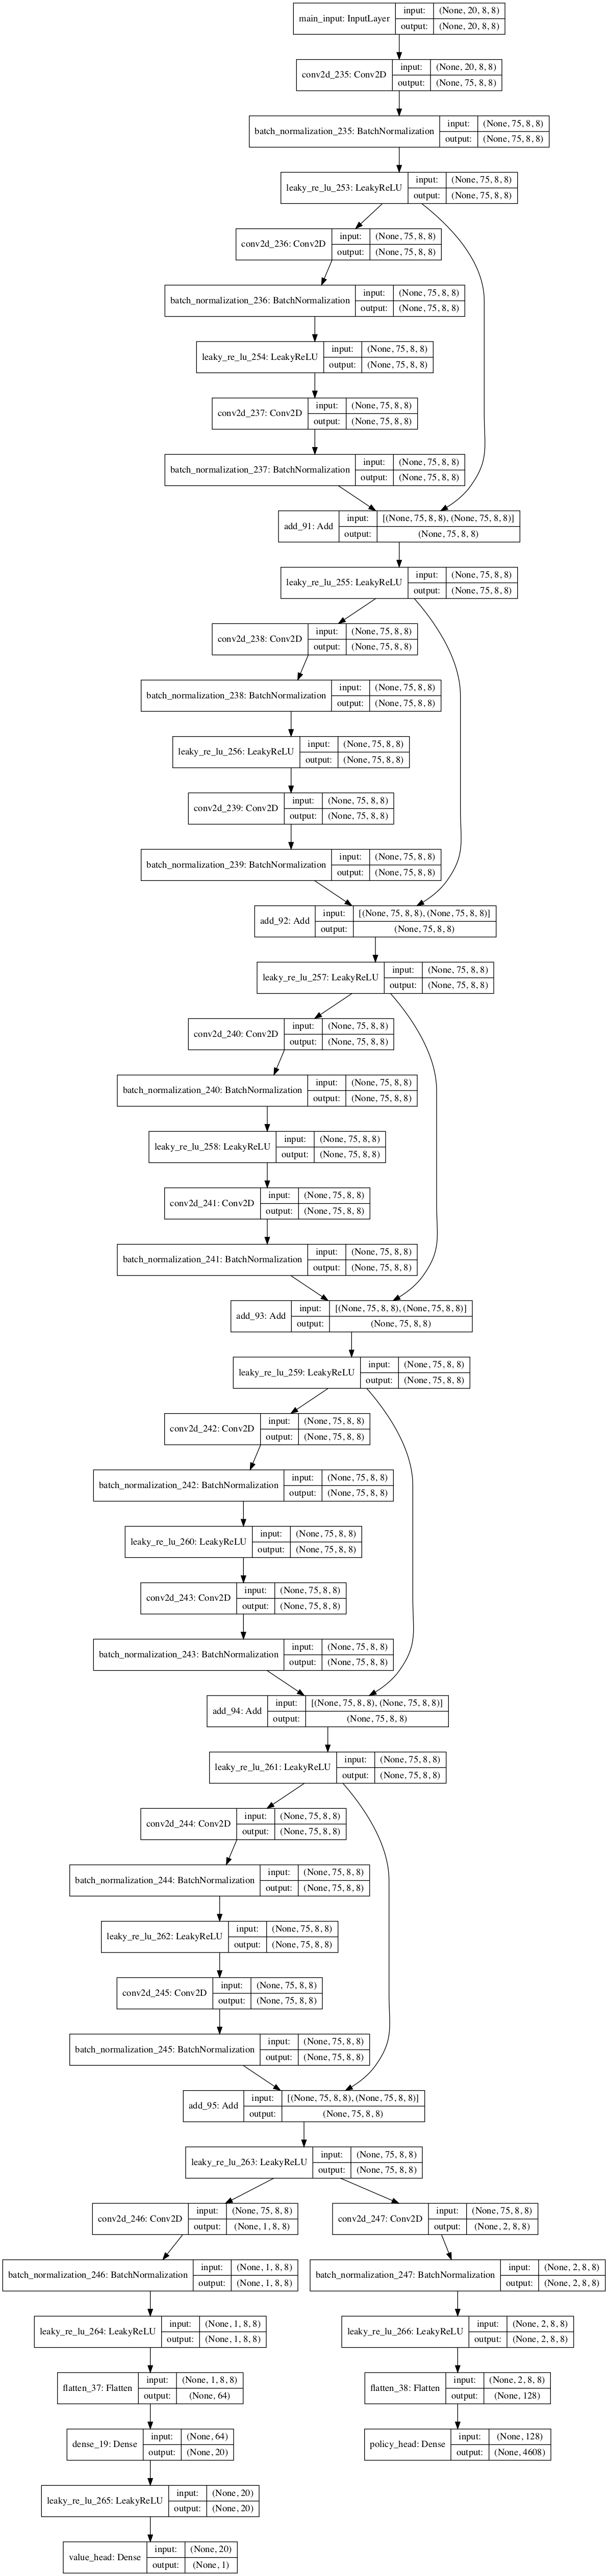 main_input: InputLayer
input: (None, 20, 8, 8)
output: (None, 20, 8, 8)
conv2d_235: Conv2D
input: (None, 20, 8, 8)
output: (None, 75, 8, 8)
batch_normalization_235: BatchNormalization
input: (None, 75, 8, 8)
output: (None, 75, 8, 8)
leaky_re_lu_253: LeakyReLU
input: (None, 75, 8, 8)
output: (None, 75, 8, 8)
conv2d_236: Conv2D
input: (None, 75, 8, 8)
output: (None, 75, 8, 8)
batch_normalization_236: BatchNormalization
input: (None, 75, 8, 8)
output: (None, 75, 8, 8)
leaky_re_lu_254: LeakyReLU
input: (None, 75, 8, 8)
output: (None, 75, 8, 8)
conv2d_237: Conv2D
input: (None, 75, 8, 8)
output: (None, 75, 8, 8)
batch_normalization_237: BatchNormalization
input: (None, 75, 8, 8)
output: (None, 75, 8, 8)
add_91: Add
input: [(None, 75, 8, 8), (None, 75, 8, 8)]
output: (None, 75, 8, 8)
leaky_re_lu_255: LeakyReLU
input: (None, 75, 8, 8)
output: (None, 75, 8, 8)
conv2d_238: Conv2D
input: (None, 75, 8, 8)
output: (None, 75, 8, 8)
batch_normalization_238: BatchNormalization
input: (None, 75, 8, 8)
output: (None, 75, 8, 8)
leaky_re_lu_256: LeakyReLU
input: (None, 75, 8, 8)
output: (None, 75, 8, 8)
conv2d_239: Conv2D
input: (None, 75, 8, 8)
output: (None, 75, 8, 8)
batch_normalization_239: BatchNormalization
input: (None, 75, 8, 8)
output: (None, 75, 8, 8)
add_92: Add
input: [(None, 75, 8, 8), (None, 75, 8, 8)]
output: (None, 75, 8, 8)
leaky_re_lu_257: LeakyReLU
input: (None, 75, 8, 8)
output: (None, 75, 8, 8)
conv2d_240: Conv2D
input: (None, 75, 8, 8)
output: (None, 75, 8, 8)
batch_normalization_240: BatchNormalization
input: (None, 75, 8, 8)
output: (None, 75, 8, 8)
leaky_re_lu_258: LeakyReLU
input: (None, 75, 8, 8)
output: (None, 75, 8, 8)
conv2d_241: Conv2D
input: (None, 75, 8, 8)
output: (None, 75, 8, 8)
batch_normalization_241: BatchNormalization
input: (None, 75, 8, 8)
output: (None, 75, 8, 8)
add_93: Add
input: [(None, 75, 8, 8), (None, 75, 8, 8)]
output: (None, 75, 8, 8)
leaky_re_lu_259: LeakyReLU
input: (None, 75, 8, 8)
output: (None, 75, 8, 8)
conv2d_242: Conv2D
input: (None, 75, 8, 8)
output: (None, 75, 8, 8)
batch_normalization_242: BatchNormalization
input: (None, 75, 8, 8)
output: (None, 75, 8, 8)
leaky_re_lu_260: LeakyReLU
input: (None, 75, 8, 8)
output: (None, 75, 8, 8)
conv2d_243: Conv2D
input: (None, 75, 8, 8)
output: (None, 75, 8, 8)
batch_normalization_243: BatchNormalization
input: (None, 75, 8, 8)
output: (None, 75, 8, 8)
add_94: Add
input: [(None, 75, 8, 8), (None, 75, 8, 8)]
output: (None, 75, 8, 8)
leaky_re_lu_261: LeakyReLU
input: (None, 75, 8, 8)
output: (None, 75, 8, 8)
conv2d_244: Conv2D
input: (None, 75, 8, 8)
output: (None, 75, 8, 8)
batch_normalization_244: BatchNormalization
input: (None, 75, 8, 8)
output: (None, 75, 8, 8)
leaky_re_lu_262: LeakyReLU
input: (None, 75, 8, 8)
output: (None, 75, 8, 8)
conv2d_245: Conv2D
input: (None, 75, 8, 8)
output: (None, 75, 8, 8)
batch_normalization_245: BatchNormalization
input: (None, 75, 8, 8)
output: (None, 75, 8, 8)
add_95: Add
input: [(None, 75, 8, 8), (None, 75, 8, 8)]
output: (None, 75, 8, 8)
leaky_re_lu_263: LeakyReLU
input: (None, 75, 8, 8)
output: (None, 75, 8, 8)
conv2d_246: Conv2D
input: (None, 75, 8, 8)
output: (None, 1, 8, 8)
conv2d_247: Conv2D
input: (None, 75, 8, 8)
output: (None, 2, 8, 8)
batch_normalization_246: BatchNormalization
input: (None, 1, 8, 8)
output: (None, 1, 8, 8)
batch_normalization_247: BatchNormalization
input: (None, 2, 8, 8)
output: (None, 2, 8, 8)
leaky_re_lu_264: LeakyReLU
input: (None, 1, 8, 8)
output: (None, 1, 8, 8)
leaky_re_lu_266: LeakyReLU
input: (None, 2, 8, 8)
output: (None, 2, 8, 8)
flatten_37: Flatten
input: (None, 1, 8, 8)
output: (None, 64)
flatten_38: Flatten
input: (None, 2, 8, 8)
output: (None, 128)
dense_19: Dense
input: (None, 64)
output: (None, 20)
policy_head: Dense
input: (None, 128)
output: (None, 4608)
leaky_re_lu_265: LeakyReLU
input: (None, 20)
output: (None, 20)
value_head: Dense
input: (None, 20)
output: (None, 1)